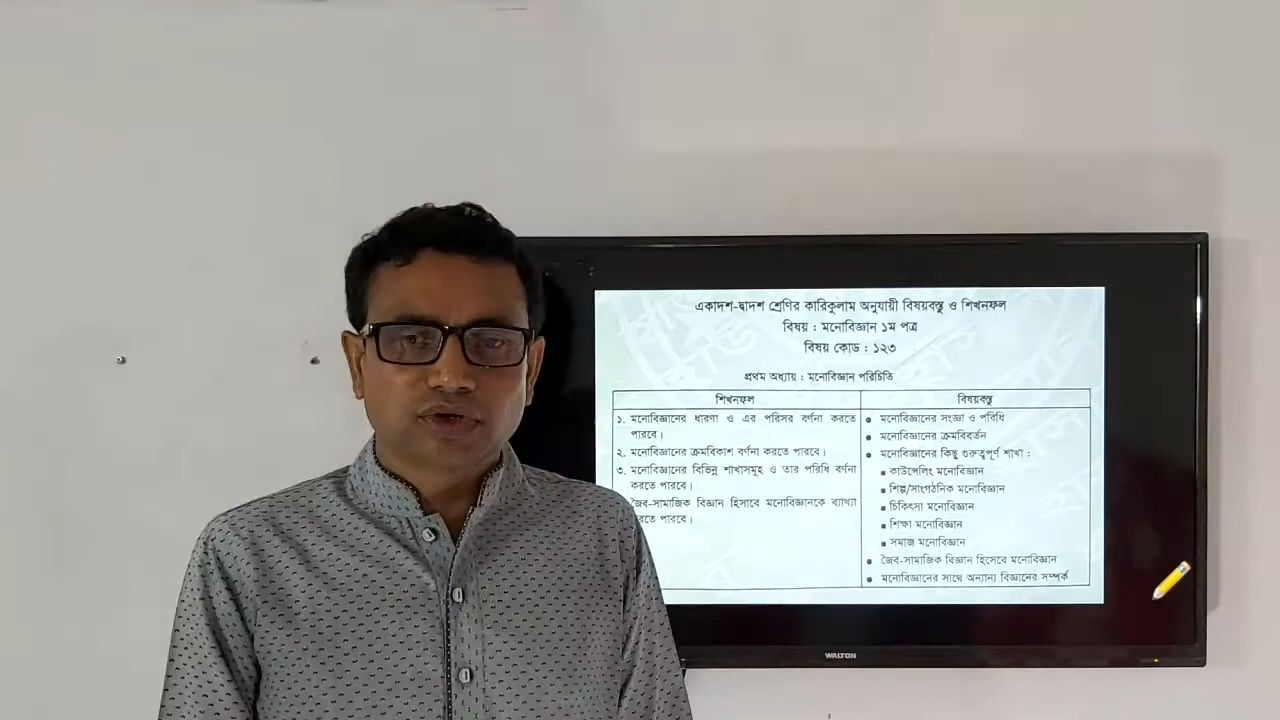 একাদশ-দ্বাদশ শ্রেণির কারিকুলাম অনুযায়ী বিষয়বস্তু ও শিখনফল
বিষয় : মনোবিজ্ঞান ১ম পত্র
বিষয় কোড : ১২৩
প্রথম অধ্যায় : মনোবিজ্ঞান পরিচিতি
শিখনফল
১. মনোবিজ্ঞানের ধারণা ও এর পরিসর বর্ণনা করতে
পারবে।
২. মনোবিজ্ঞানের ক্রমবিকাশ বর্ণনা করতে পারবে।
৩. মনোবিজ্ঞানের বিভিন্ন শাখাসমূহ ও তার পরিধি বর্ণনা
করতে পারবে।
জৈব-সামাজিক বিজ্ঞান হিসাবে মনোবিজ্ঞানকে ব্যাখ্যা
রতে পারবে।
বিষয়বস্তু
● মনোবিজ্ঞানের সংজ্ঞা ও পরিধি
● মনোবিজ্ঞানের ক্রমবিবর্তন
● মনোবিজ্ঞানের কিছু গুরুত্বপূর্ণ শাখা :
■ কাউন্সেলিং মনোবিজ্ঞান
■ শিল্প/সাংগঠনিক মনোবিজ্ঞান
■ চিকিৎসা মনোবিজ্ঞান
■ শিক্ষা মনোবিজ্ঞান
■ সমাজ মনোবিজ্ঞান
● জৈব-সামাজিক বিজ্ঞান হিসেবে মনোবিজ্ঞান
● মনোবিজ্ঞানের সাথে অন্যান্য বিজ্ঞানের সম্পর্ক
WALTON